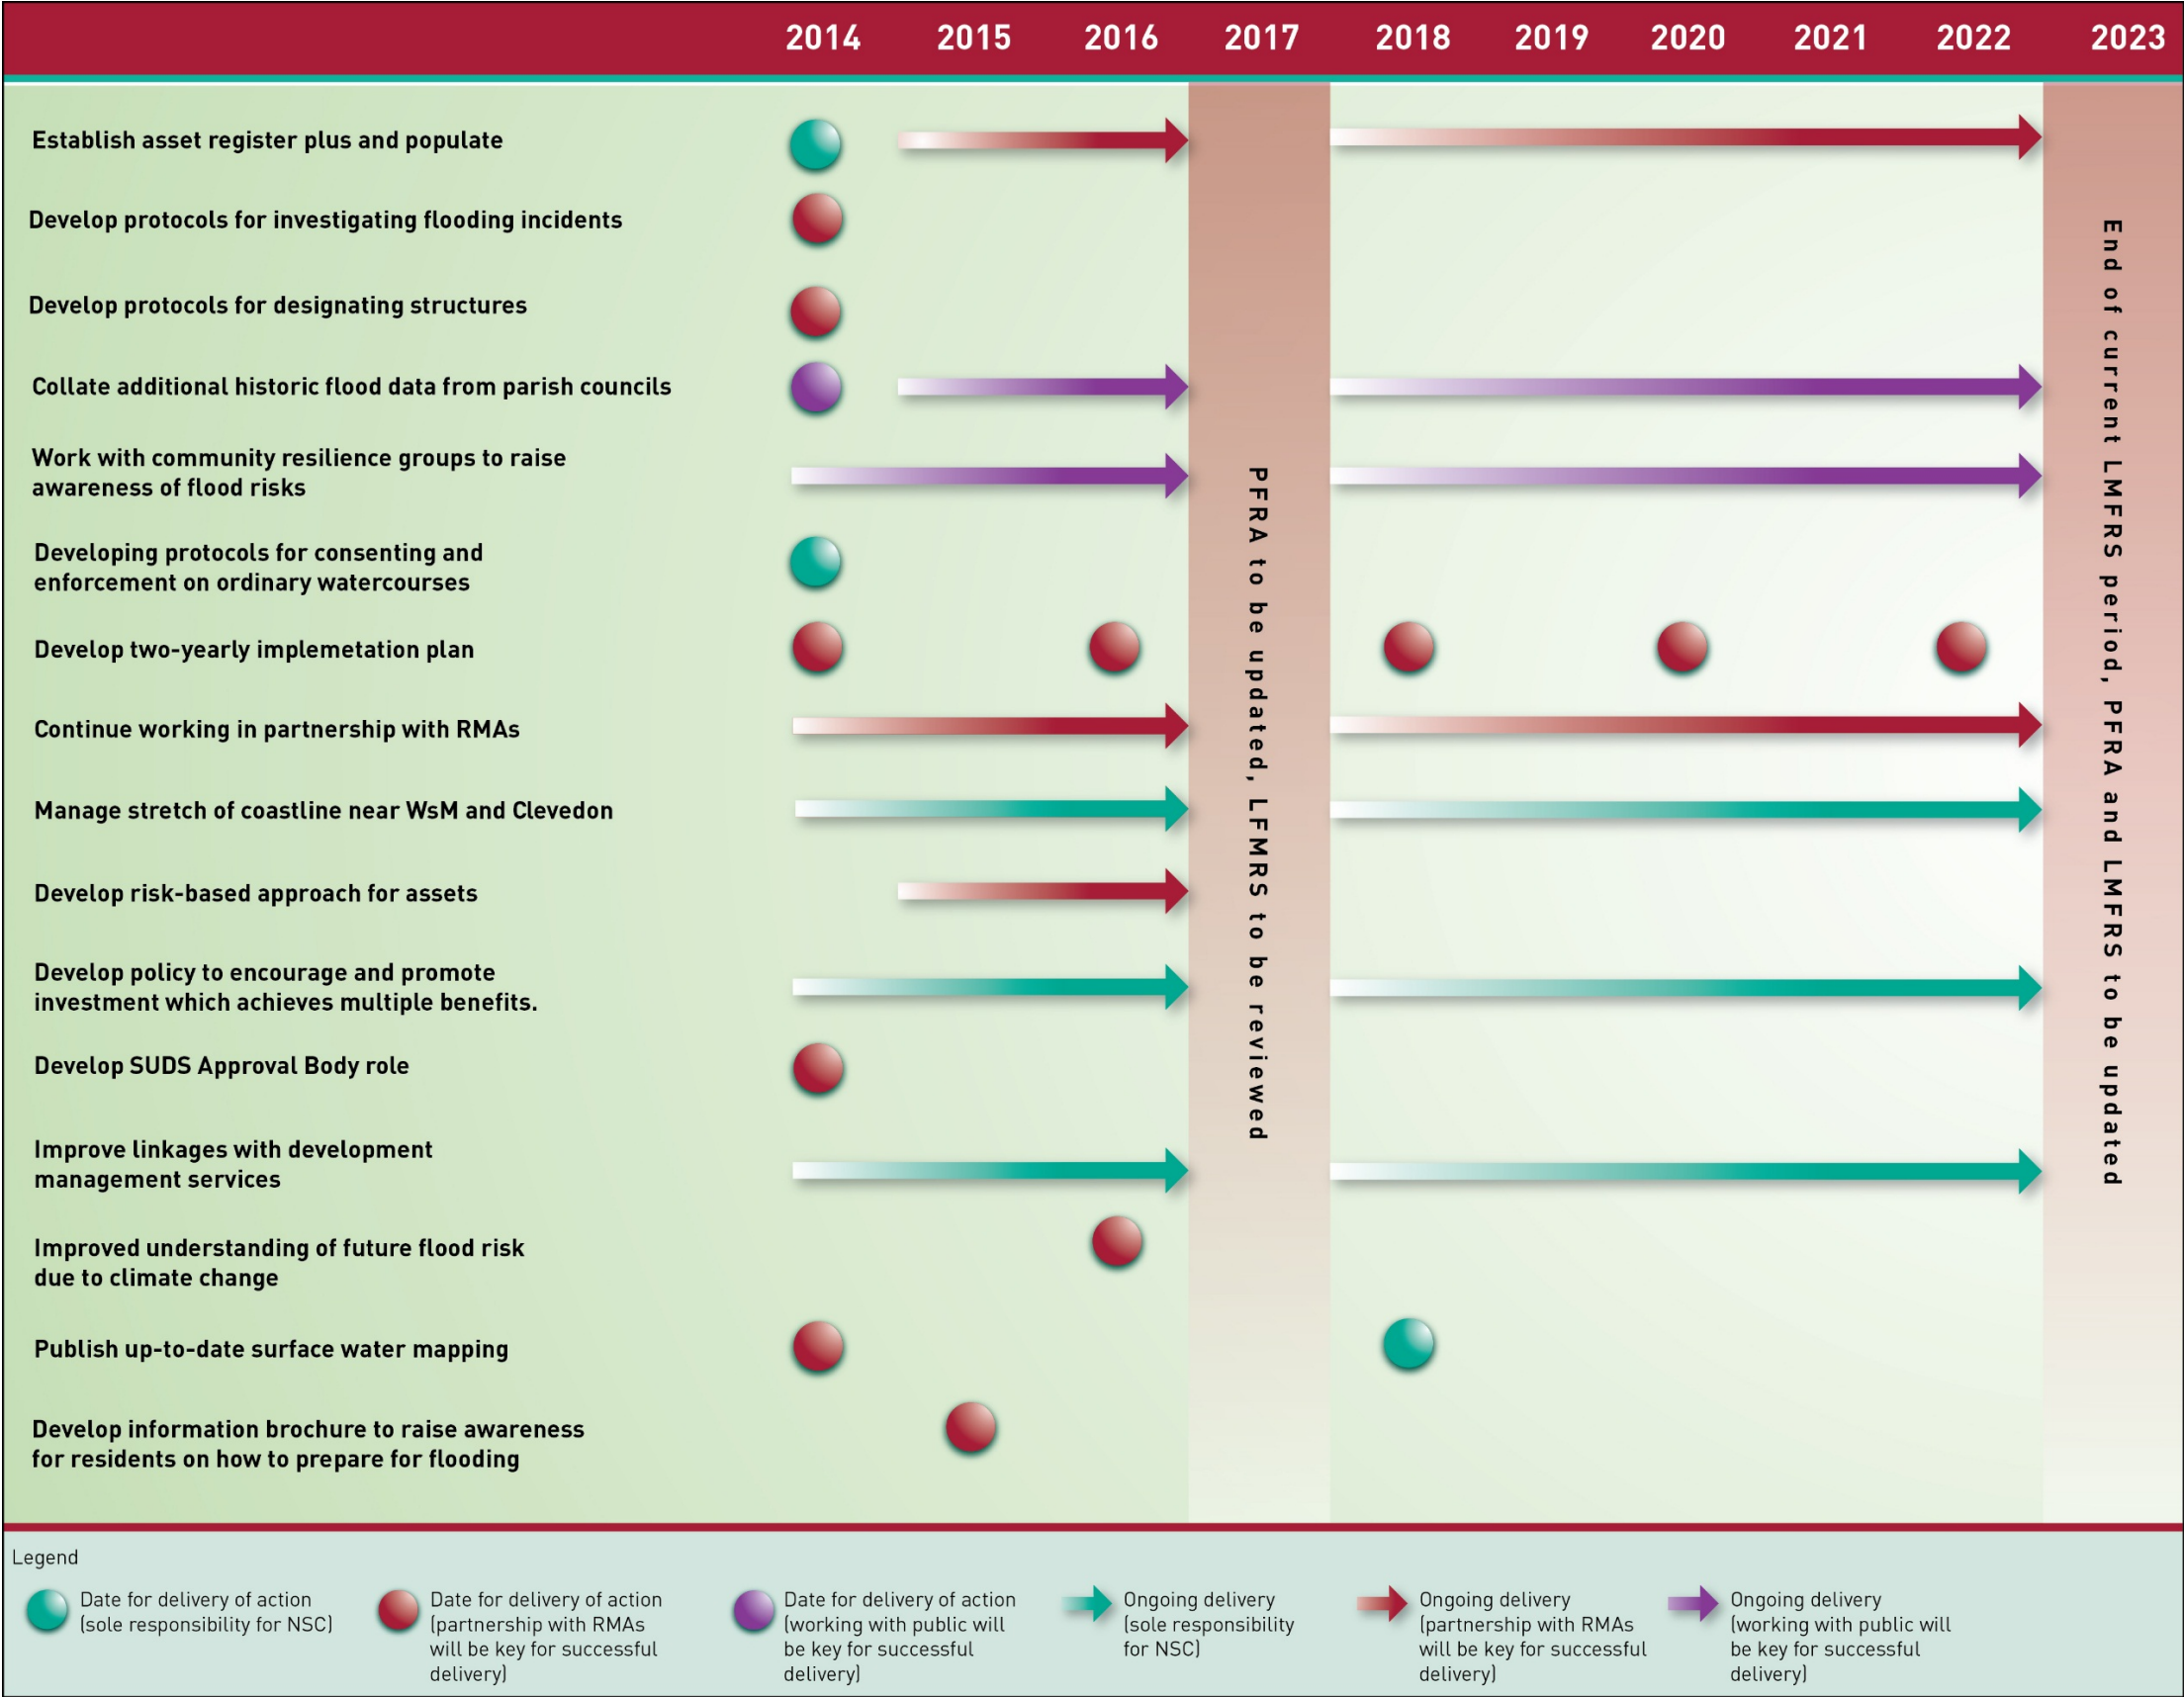 2014 2015 2016 2017 2018 2019 2020 2021 2022 2023
Establish asset register plus and populate
Develop protocols for investigating flooding incidents
Develop protocols for designating structures
Collate additional historic flood data from parish councils
Work with community resilience groups to raise
awareness of flood risks
Developing protocols for consenting and
enforcement on ordinary watercourses
Develop two-yearly implemetation plan
Continue working in partnership with RMAs
Manage stretch of coastline near WsM and Clevedon
Develop risk-based approach for assets
Develop policy to encourage and promote
investment which achieves multiple benefits.
Develop SUDS Approval Body role
Improve linkages with development
management services
Improved understanding of future flood risk
due to climate change
Publish up-to-date surface water mapping
Develop information brochure to raise awareness
for residents on how to prepare for flooding
PFRA to be updated, LFMRS to be reviewed
End of current LMFRS period, PFRA and LMFRS to be updated
Legend
Date for delivery of action
(sole responsibility for NSC)
Date for delivery of action
(partnership with RMAs
will be key for successful
delivery)
Date for delivery of action
(working with public will
be key for successful
delivery)
Ongoing delivery
(sole responsibility
for NSC)
Ongoing delivery
(partnership with RMAs
will be key for successful
delivery)
Ongoing delivery
(working with public will
be key for successful
delivery)